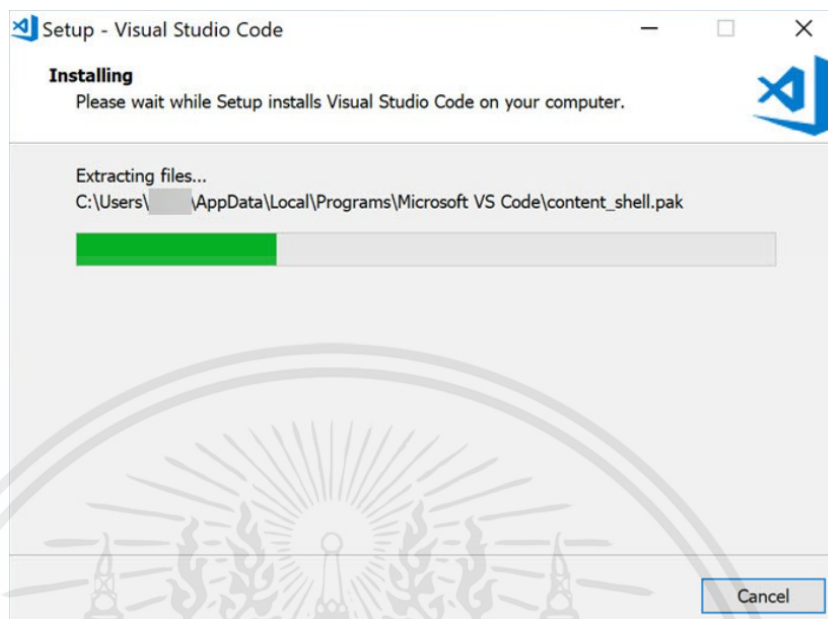 Setup - Visual Studio Code
Installing
Please wait while Setup installs Visual Studio Code on your computer.
Extracting files...
C:\Users\ \AppData\Local\Programs\Microsoft VS Code\content_shell.pak
Cancel